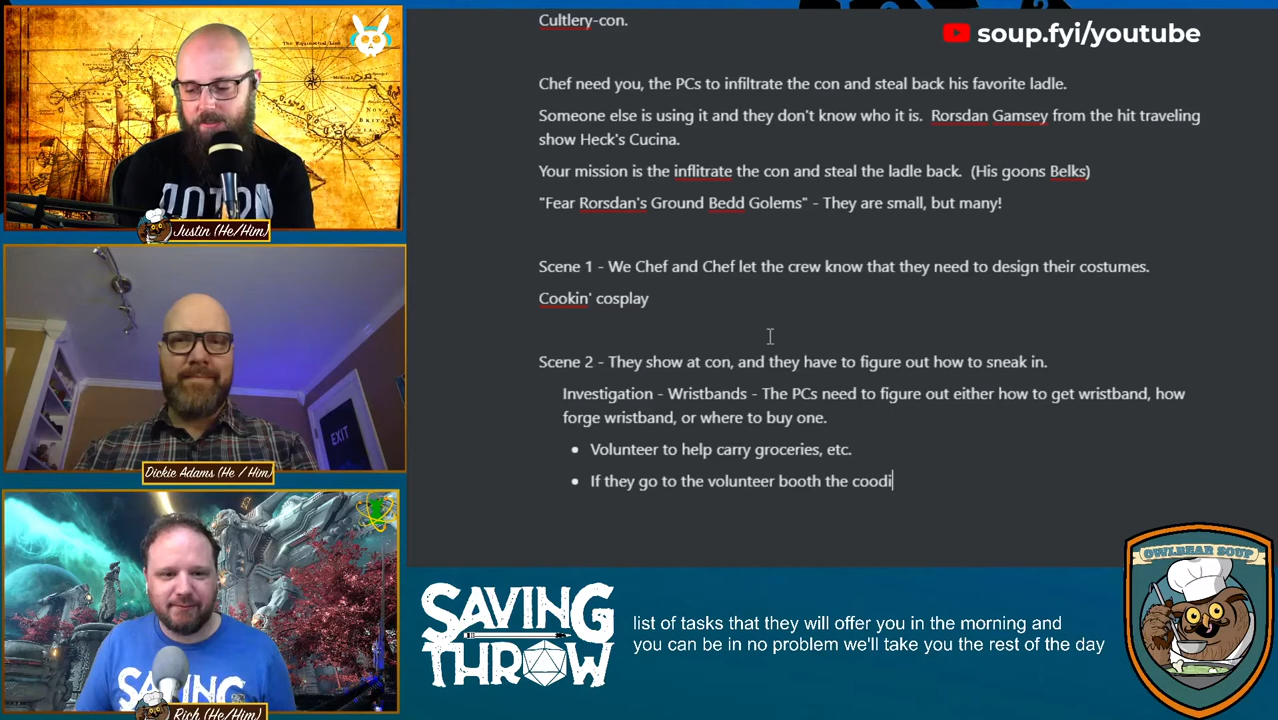 Cultlery-con.
soup.fyi/youtube
Chef need you, the PCs to infiltrate the con and steal back his favorite ladle.
Someone else is using it and they don't know who it is. Rorsdan Gamsey from the hit traveling
show Heck's Cucina.
Your mission is the inflitrate the con and steal the ladle back. (His goons Belks)
"Fear Rorsdan's Ground Bedd Golems" - They are small, but many!
Scene 1 - We Chef and Chef let the crew know that they need to design their costumes.
Cookin' cosplay
Scene 2 - They show at con, and they have to figure out how to sneak in.
Investigation - Wristbands - The PCs need to figure out either how to get wristband, how
forge wristband, or where to buy one.
• Volunteer to help carry groceries, etc.
• If they go to the volunteer booth the coodi
Justin (He/Him)
EXIT
Dickie Adams (He / Him)
SAVING
Rich (He/Him)
SAVING
THROW
list of tasks that they will offer you in the morning and
you can be in no problem we'll take you the rest of the day
OWLBEAR SOUP